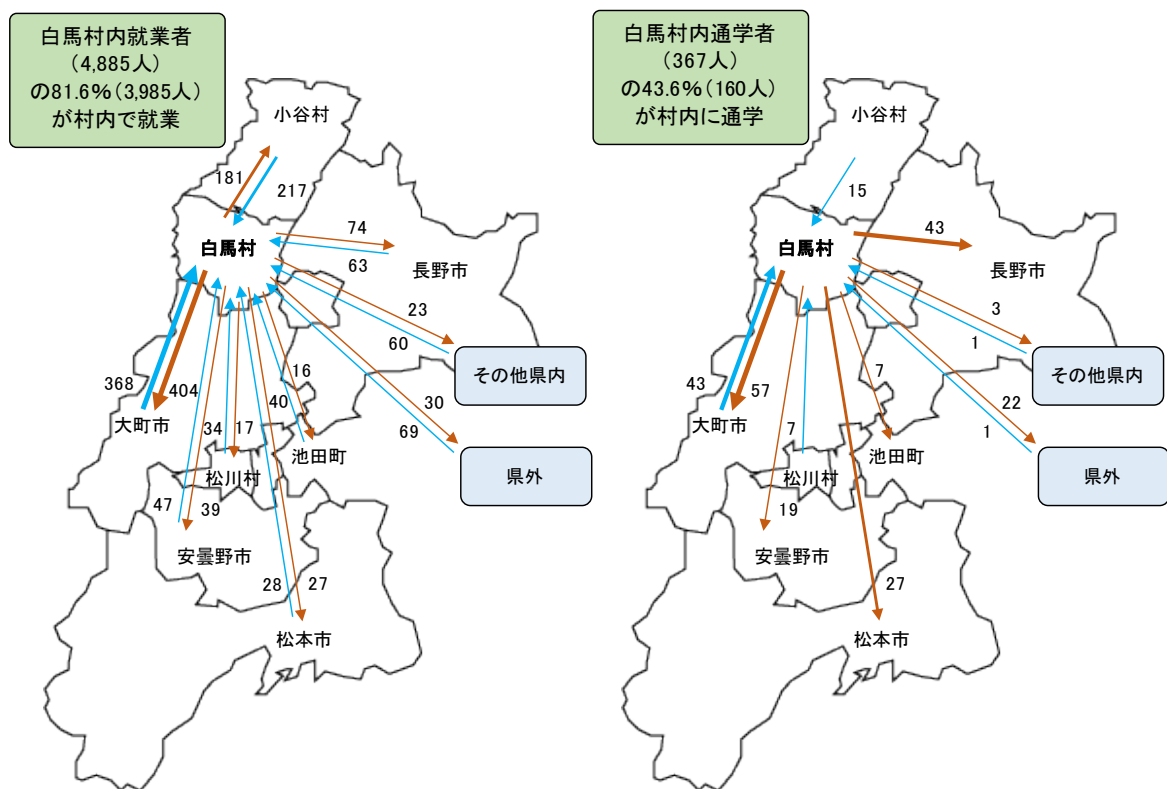 白馬村内就業者
(4,885人)
の81.6%(3,985人)
が村内で就業
小谷村
181
217
白馬村
74
63
長野市
23
60
その他県内
368
404
大町市
16
40
30
69
34
17
池田町
松川村
県外
47
39
安曇野市
28
27
松本市
白馬村内通学者
(367人)
の43.6%(160人)
が村内に通学
小谷村
15
白馬村
43
長野市
3
1
その他県内
43
57
大町市
7
22
1
7
池田町
松川村
県外
19
安曇野市
27
松本市